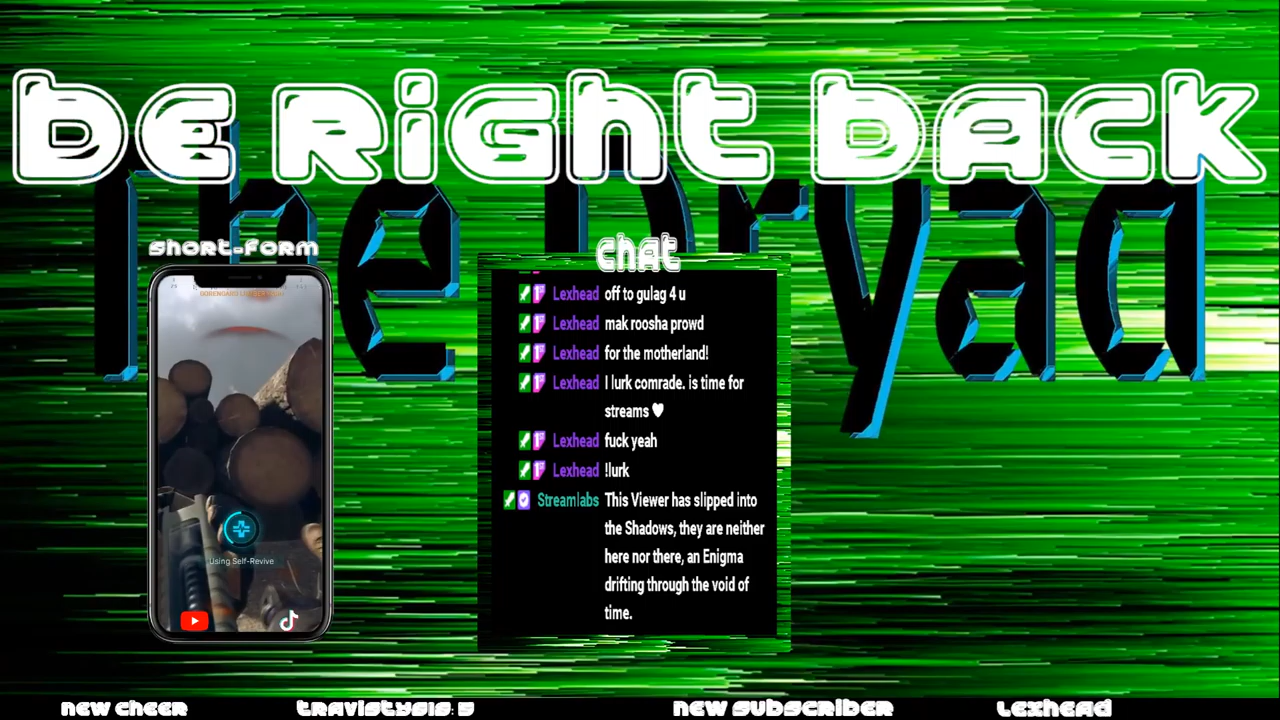 BE RIGHT BACK
The Dryad
SHORT-FORM
Using Self-Revive
CHAT
Lexhead off to gulag 4 u
Lexhead mak roosha prowd
Lexhead for the motherland!
Lexhead I lurk comrade. is time for
streams ♥
Lexhead fuck yeah
Lexhead !lurk
Streamlabs This Viewer has slipped into
the Shadows, they are neither
here nor there, an Enigma
drifting through the void of
time.
NEW CHEER TRAVISTYSIS: 5 NEW SUBSCRIBER LEXHEAD